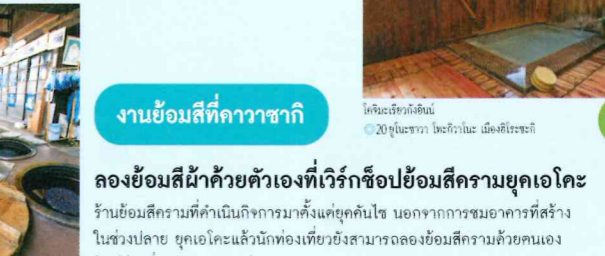 โคจิมะเรียวกังอินน์
20 ยุโนะซาวา โทะกิวาโนะ เมืองฮิโระซะกิ
งานย้อมสีที่คาวาซากิ
ลองย้อมสีผ้าด้วยตัวเองที่เวิร์กช็อปย้อมสีครามยุคเอโดะ
ร้านย้อมสีครามที่ดำเนินกิจการมาตั้งแต่ยุคคันไซ นอกจากการชมอาคารที่สร้าง
ในช่วงปลาย ยุคเอโดะแล้วนักท่องเที่ยวยังสามารถลองย้อมสีครามด้วยตนเอง